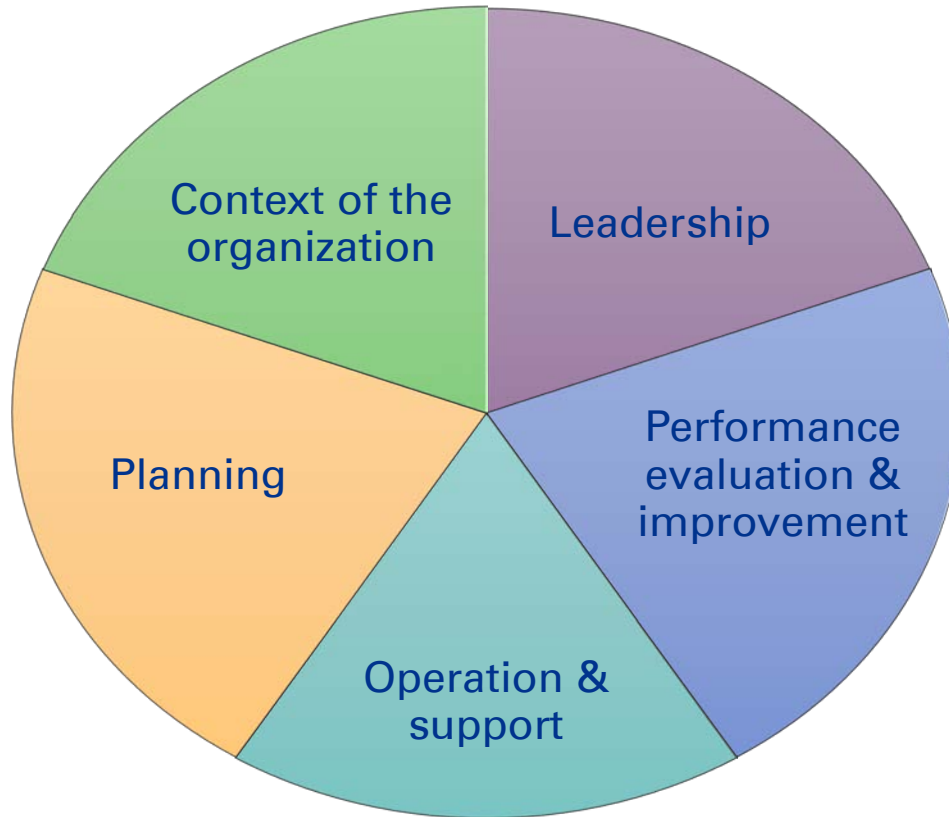 Context of the
organization
Leadership
Performance
evaluation &
improvement
Planning
Operation &
support